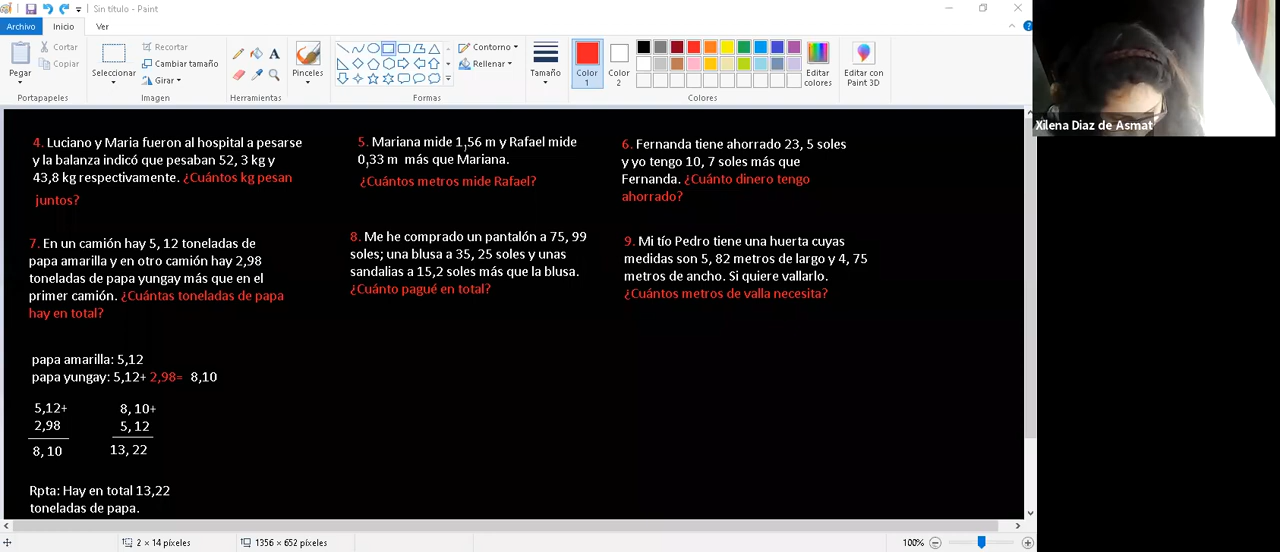 Sin título - Paint
Archivo
Inicio
Ver
Pegar
Cortar
Copiar
Portapapeles
Seleccionar
Recortar
Cambiar tamaño
Girar
Imagen
Herramientas
Pinceles
Contorno
Rellenar
Formas
Tamaño
Color 1
Color 2
Editar colores
Colores
Editar con Paint 3D
Xilena Diaz de Asmat
4. Luciano y Maria fueron al hospital a pesarse
y la balanza indicó que pesaban 52, 3 kg y
43,8 kg respectivamente. ¿Cuántos kg pesan
juntos?
5. Mariana mide 1,56 m y Rafael mide
0,33 m más que Mariana.
¿Cuántos metros mide Rafael?
6. Fernanda tiene ahorrado 23, 5 soles
y yo tengo 10, 7 soles más que
Fernanda. ¿Cuánto dinero tengo
ahorrado?
7. En un camión hay 5, 12 toneladas de
papa amarilla y en otro camión hay 2,98
toneladas de papa yungay más que en el
primer camión. ¿Cuántas toneladas de papa
hay en total?
8. Me he comprado un pantalón a 75, 99
soles; una blusa a 35, 25 soles y unas
sandalias a 15,2 soles más que la blusa.
¿Cuánto pagué en total?
9. Mi tío Pedro tiene una huerta cuyas
medidas son 5, 82 metros de largo y 4, 75
metros de ancho. Si quiere vallarlo.
¿Cuántos metros de valla necesita?
papa amarilla: 5,12
papa yungay: 5,12+ 2,98= 8,10
5,12+
2,98
8, 10
8, 10+
5, 12
13, 22
Rpta: Hay en total 13,22
toneladas de papa.
2 × 14 píxeles
1356 × 652 píxeles
100%